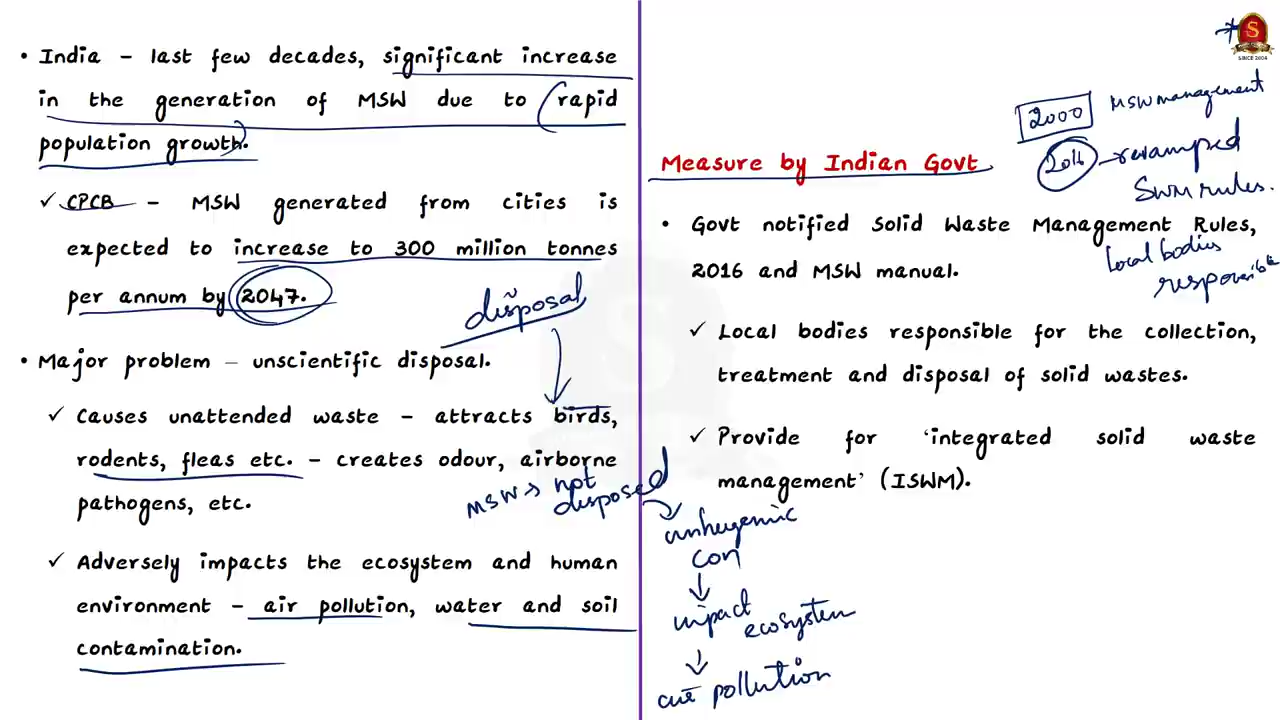 • India – last few decades, significant increase
in the generation of MSW due to rapid
population growth.
✓ CPCB – MSW generated from cities is
expected to increase to 300 million tonnes
per annum by 2047.
disposal
• Major problem – unscientific disposal.
✓ Causes unattended waste – attracts birds,
rodents, fleas etc. – creates odour, airborne
pathogens, etc.
MSW → not
disposed
✓ Adversely impacts the ecosystem and human
environment – air pollution, water and soil
contamination.
S
SINCE 2004
2000 MSW management
2016 – revamped
SWM rules.
Measure by Indian Govt
• Govt notified Solid Waste Management Rules,
2016 and MSW manual.
local bodies
responsible
✓ Local bodies responsible for the collection,
treatment and disposal of solid wastes.
✓ Provide for ‘integrated solid waste
management’ (ISWM).
unhygenic
con
↓
impact
ecosystem
↓
air pollution